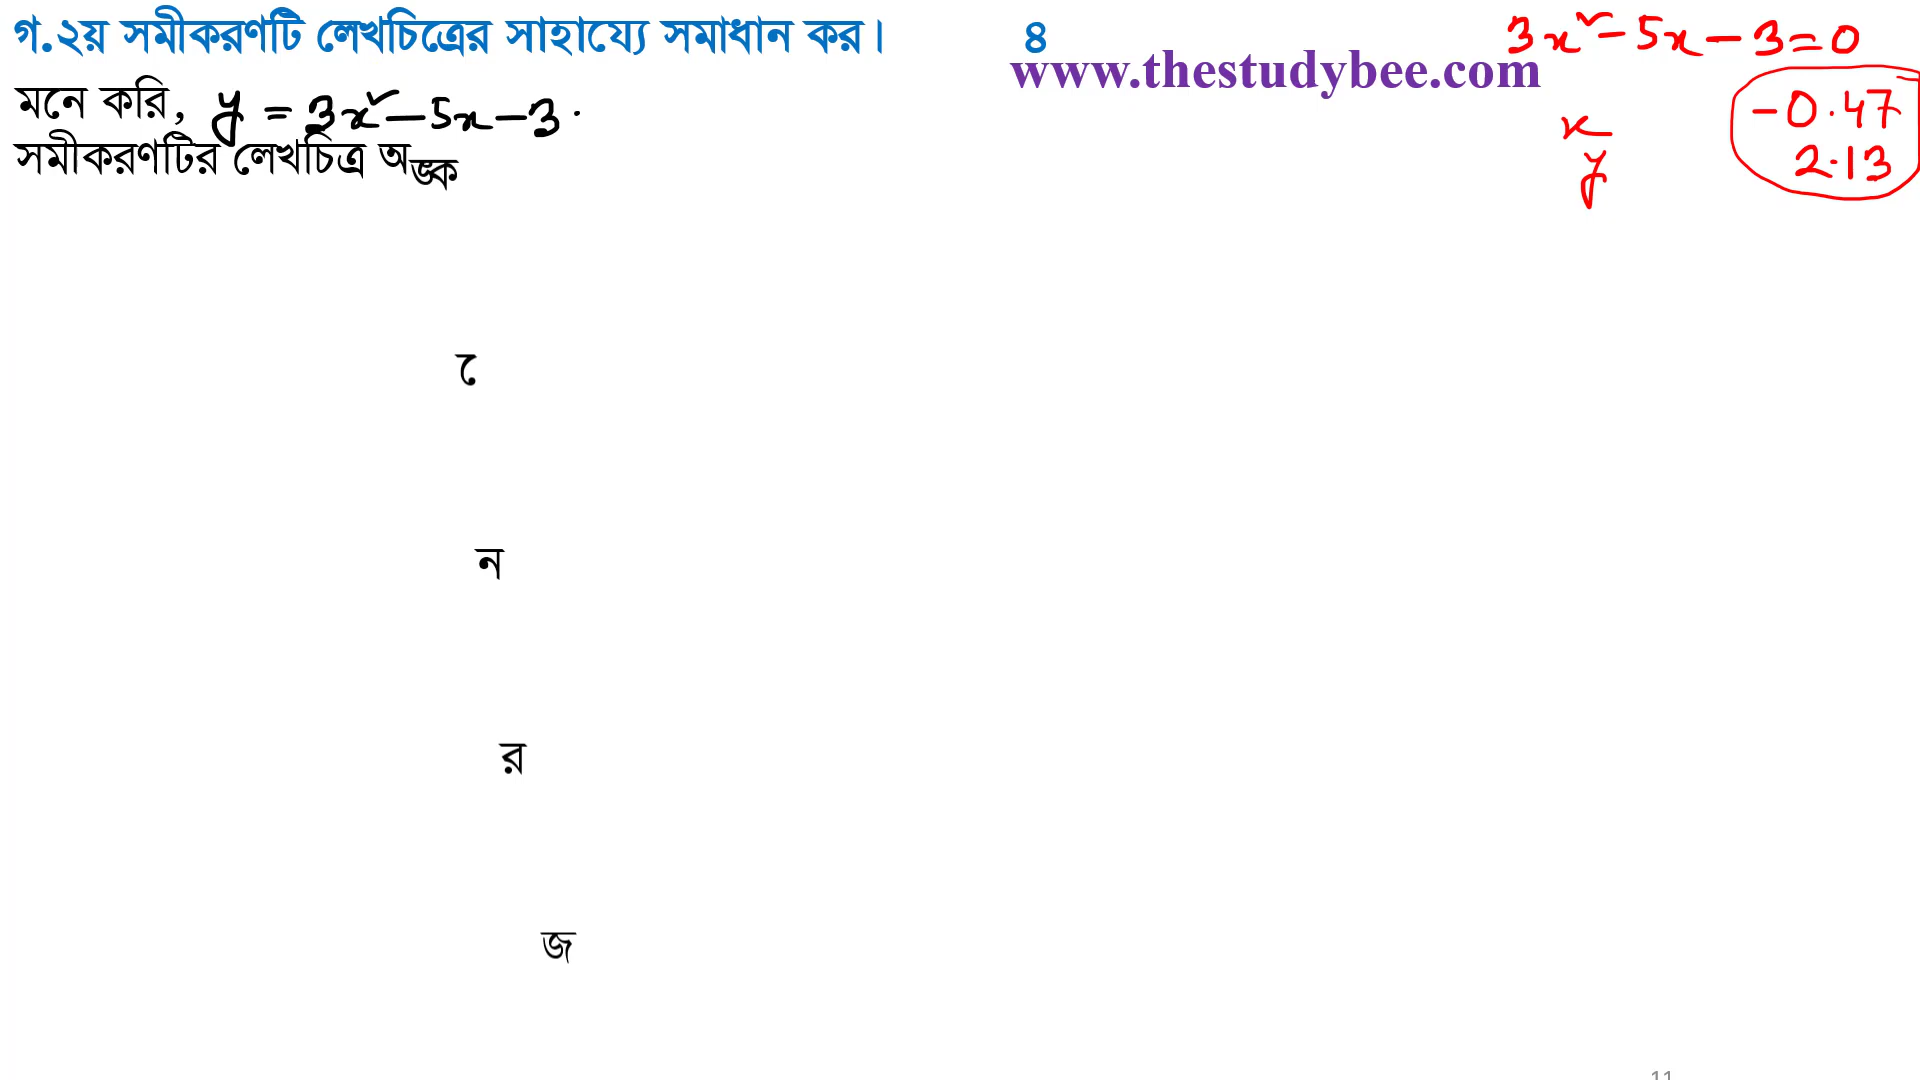 গ.২য় সমীকরণটি লেখচিত্রের সাহায্যে সমাধান কর। ৪
3x² - 5x - 3 = 0
www.thestudybee.com
মনে করি, y = 3x² - 5x - 3.
x
-0.47
y
2.13
সমীকরণটির লেখচিত্র অঙ্ক
ে
ন
র
জ
11